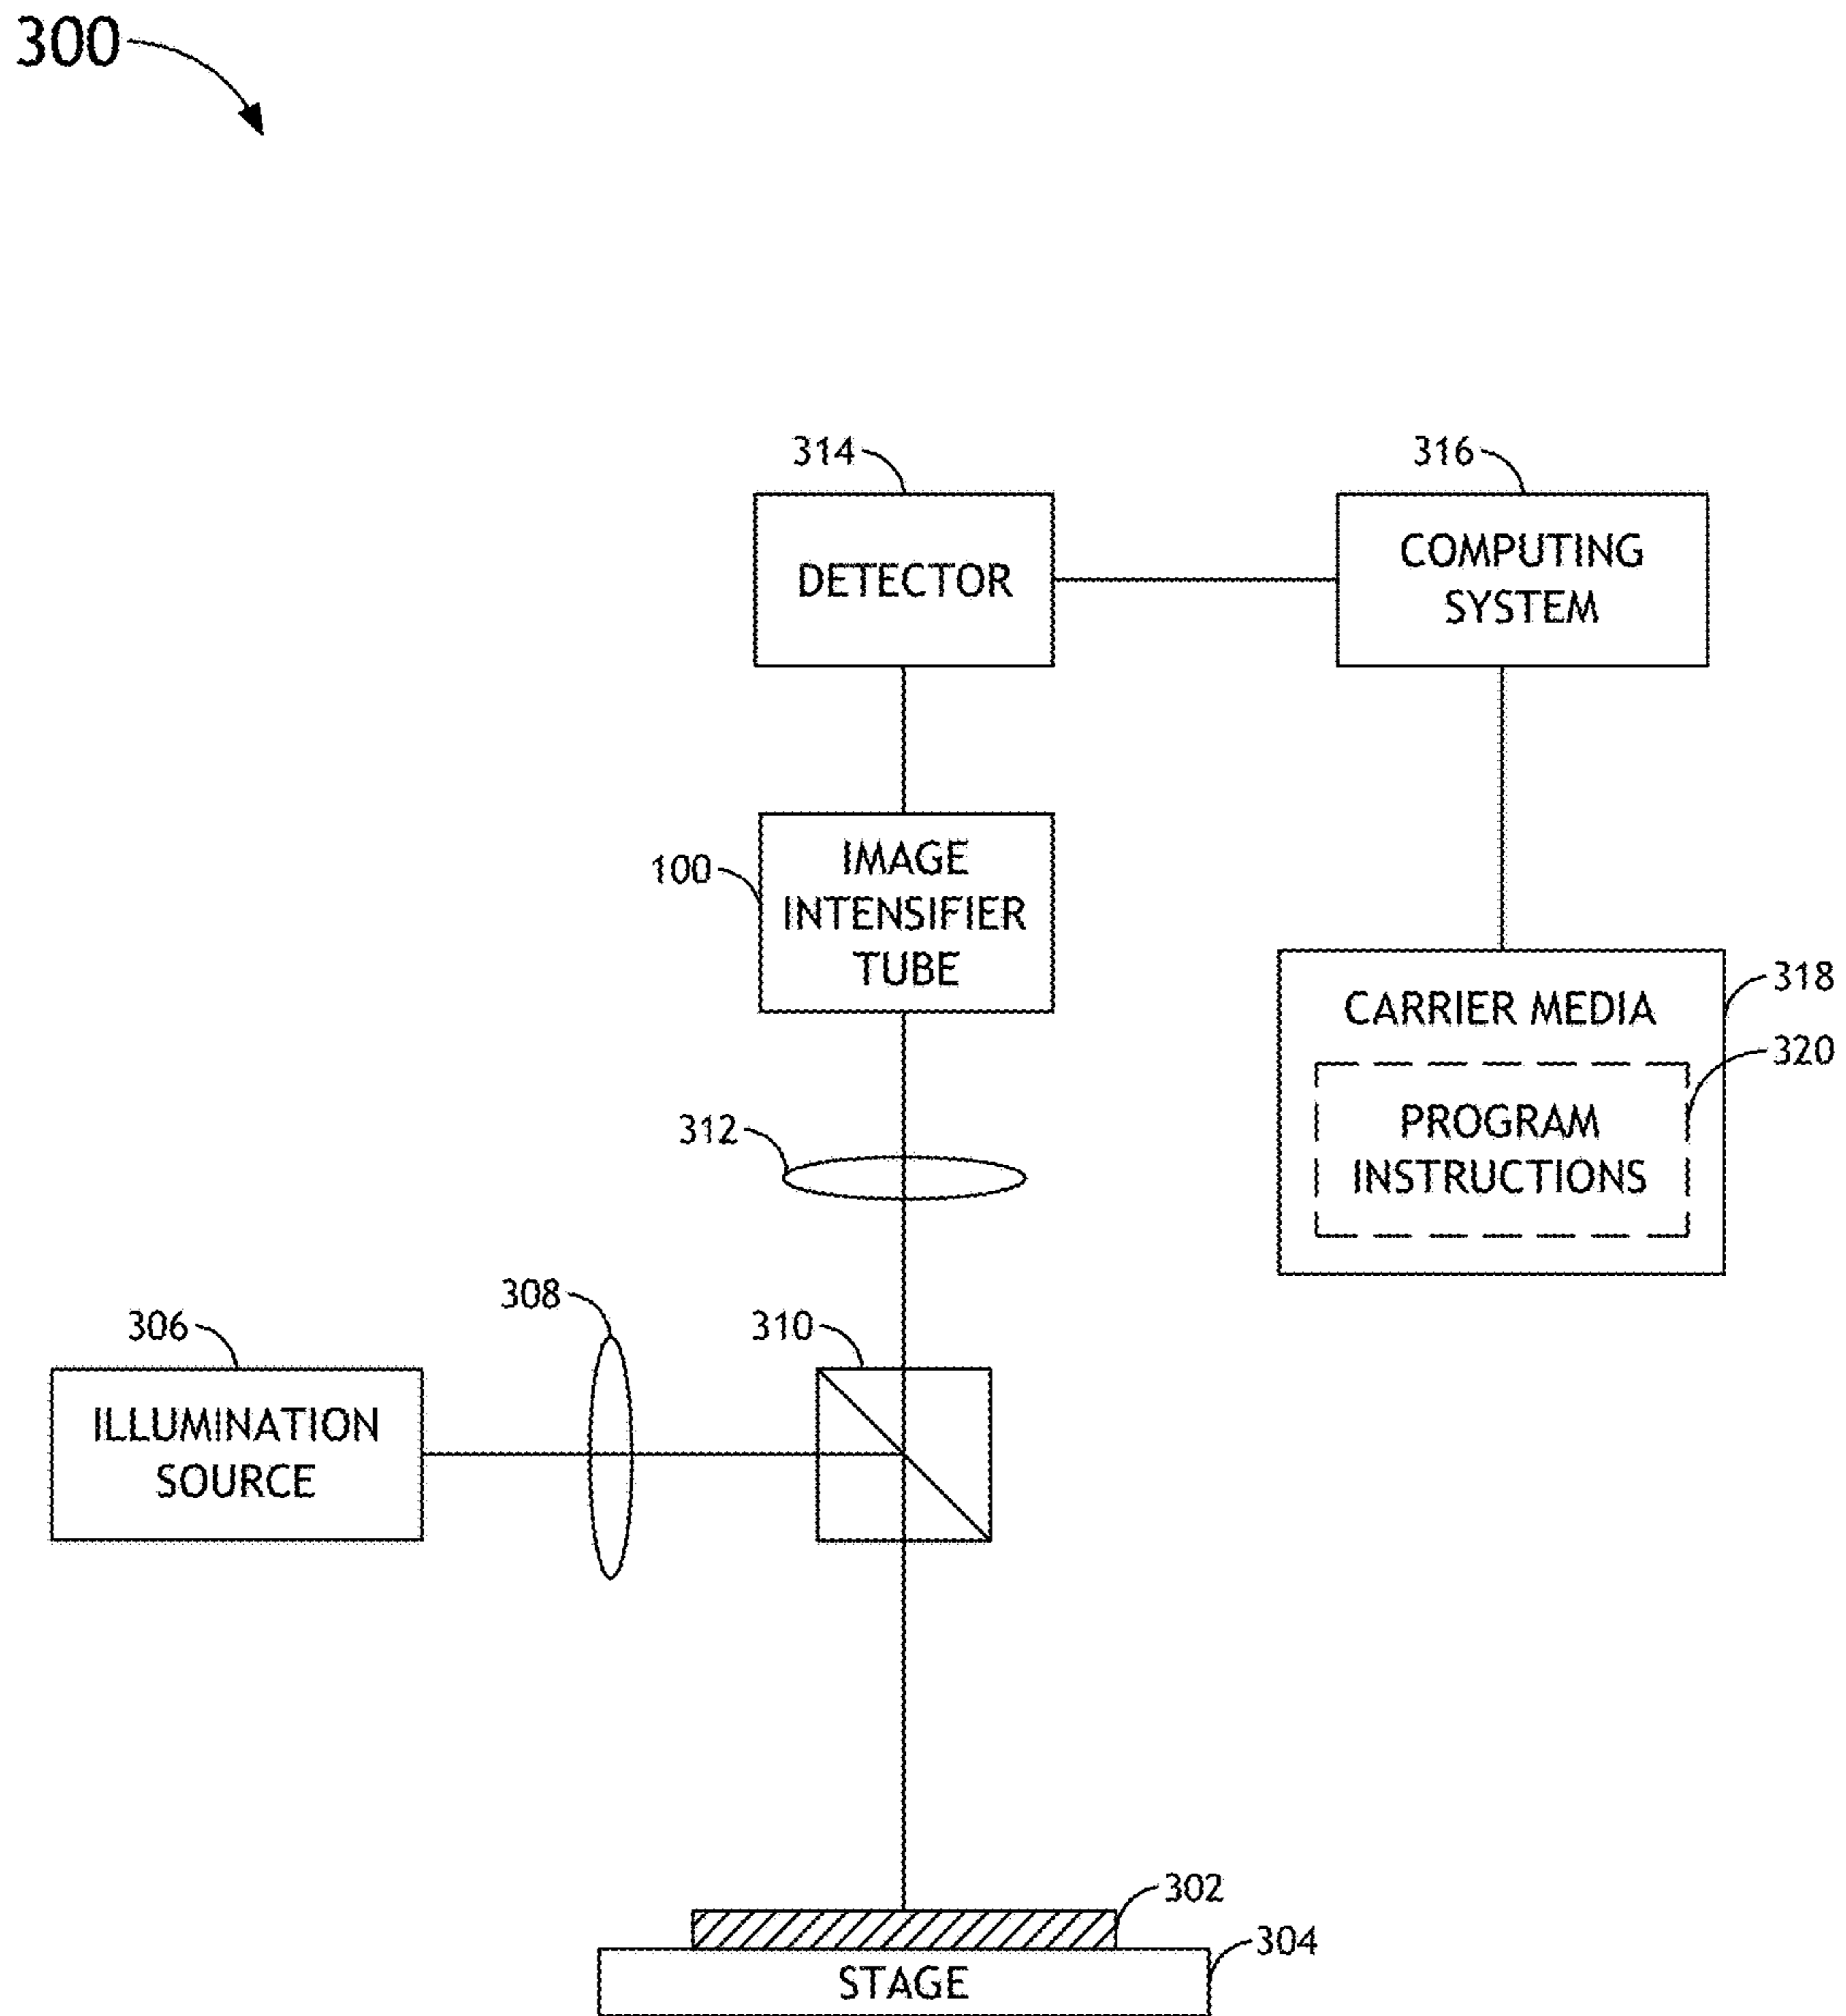 300
314
316
DETECTOR
COMPUTING
SYSTEM
100
IMAGE
INTENSIFIER
TUBE
318
CARRIER MEDIA
320
PROGRAM
INSTRUCTIONS
312
308
306
310
ILLUMINATION
SOURCE
302
304
STAGE